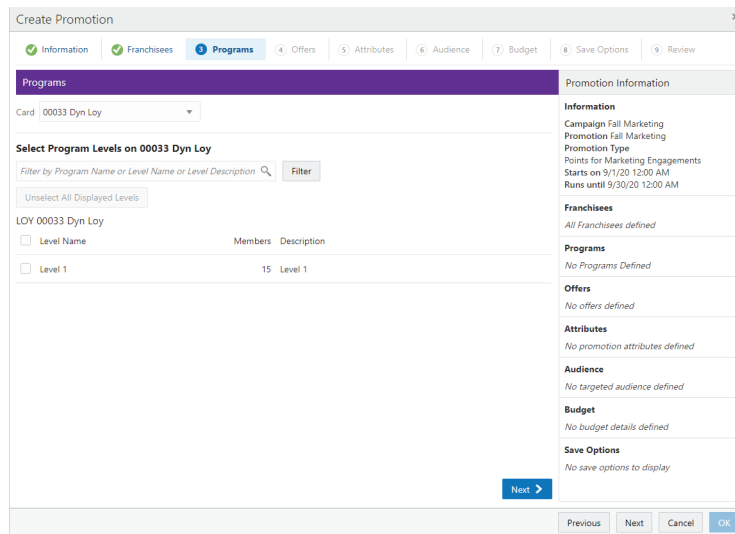 Create Promotion
Information
Franchisees
3 Programs
4 Offers
5 Attributes
6 Audience
7 Budget
8 Save Options
9 Review
Programs
Card 00033 Dyn Loy
Select Program Levels on 00033 Dyn Loy
Filter by Program Name or Level Name or Level Description
Filter
Unselect All Displayed Levels
LOY 00033 Dyn Loy
Level Name Members Description
Level 1 15 Level 1
Next
Promotion Information
Information
Campaign Fall Marketing
Promotion Fall Marketing
Promotion Type
Points for Marketing Engagements
Starts on 9/1/20 12:00 AM
Runs until 9/30/20 12:00 AM
Franchisees
All Franchisees defined
Programs
No Programs Defined
Offers
No offers defined
Attributes
No promotion attributes defined
Audience
No targeted audience defined
Budget
No budget details defined
Save Options
No save options to display
Previous Next Cancel OK